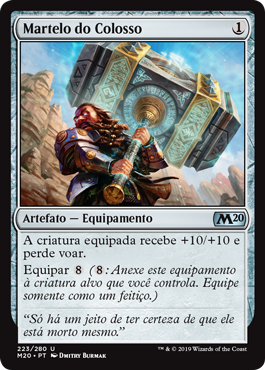 Martelo do Colosso 1
Artefato — Equipamento M20
A criatura equipada recebe +10/+10 e
perde voar.
Equipar 8 (8: Anexe este equipamento
à criatura alvo que você controla. Equipe
somente como um feitiço.)
"Só há um jeito de ter certeza de que ele
está morto mesmo."
223/280 U
M20 • PT Dmitry Burmak ™ & © 2019 Wizards of the Coast